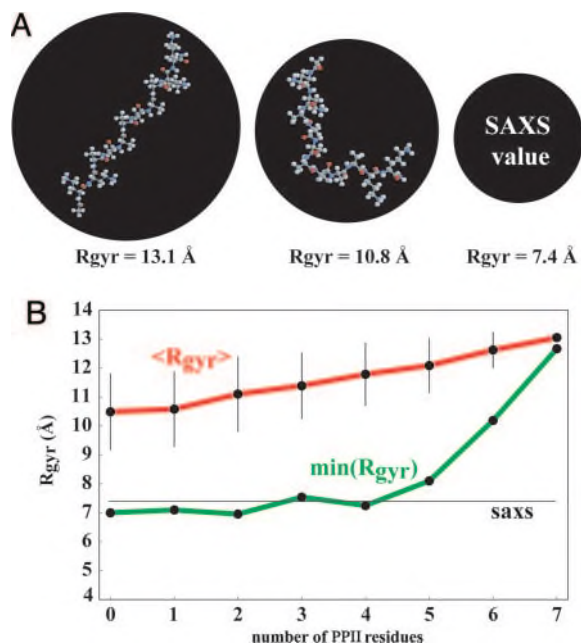 A
SAXS
value
Rgyr = 13.1 Å
Rgyr = 10.8 Å
Rgyr = 7.4 Å
B
14
13
12
11
10
9
8
7
6
5
4
Rgyr (Å)
<Rgyr>
min(Rgyr)
saxs
0 1 2 3 4 5 6 7
number of PPII residues